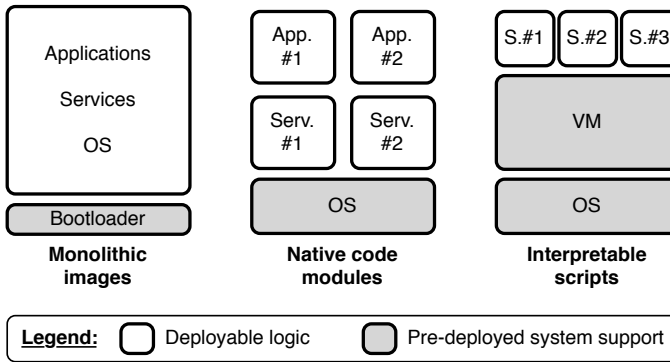 Applications
Services
OS
Bootloader
Monolithic
images
App.
#1
App.
#2
Serv.
#1
Serv.
#2
OS
Native code
modules
S.#1
S.#2
S.#3
VM
OS
Interpretable
scripts
Legend: Deployable logic Pre-deployed system support